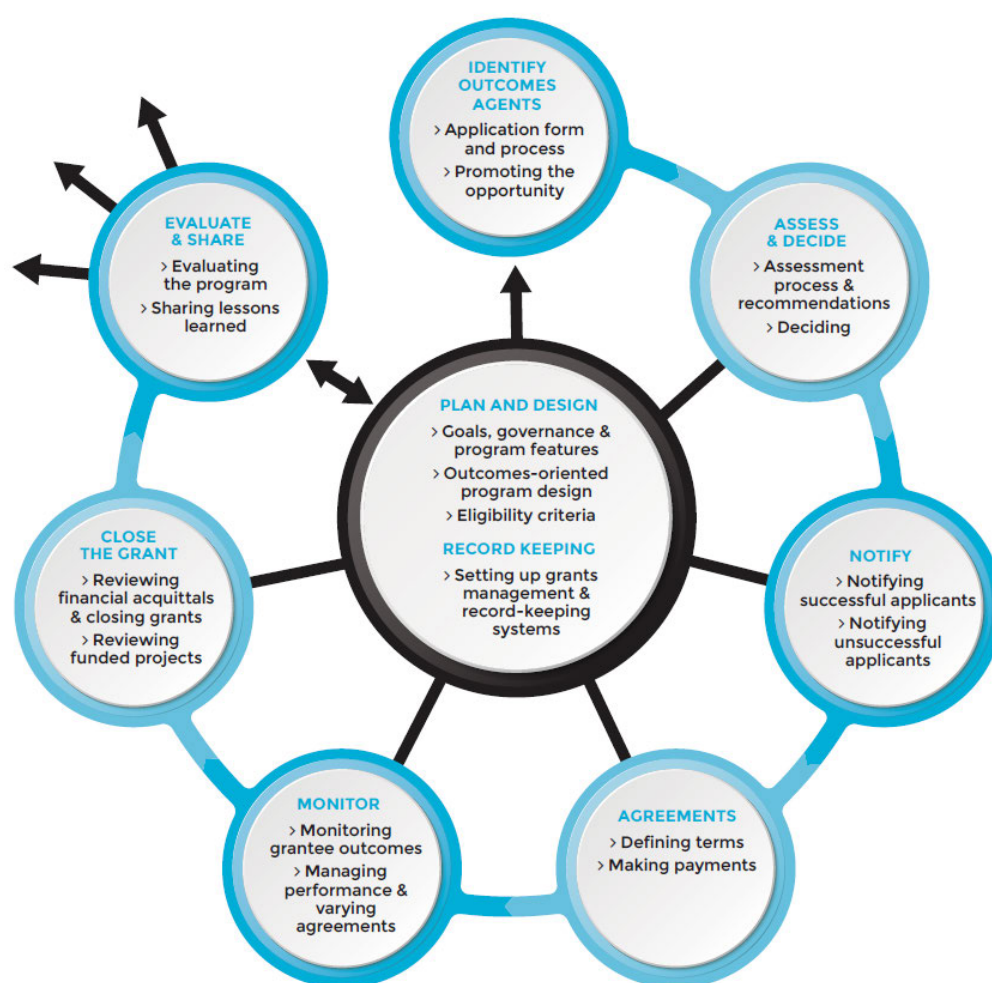 IDENTIFY
OUTCOMES
AGENTS
> Application form
and process
> Promoting the
opportunity
ASSESS
& DECIDE
> Assessment
process &
recommendations
> Deciding
NOTIFY
> Notifying
successful applicants
> Notifying
unsuccessful
applicants
AGREEMENTS
> Defining terms
> Making payments
MONITOR
> Monitoring
grantee outcomes
> Managing
performance &
varying
agreements
CLOSE
THE GRANT
> Reviewing
financial acquittals
& closing grants
> Reviewing
funded projects
EVALUATE
& SHARE
> Evaluating
the program
> Sharing lessons
learned
PLAN AND DESIGN
> Goals, governance &
program features
> Outcomes-oriented
program design
> Eligibility criteria
RECORD KEEPING
> Setting up grants
management &
record-keeping
systems